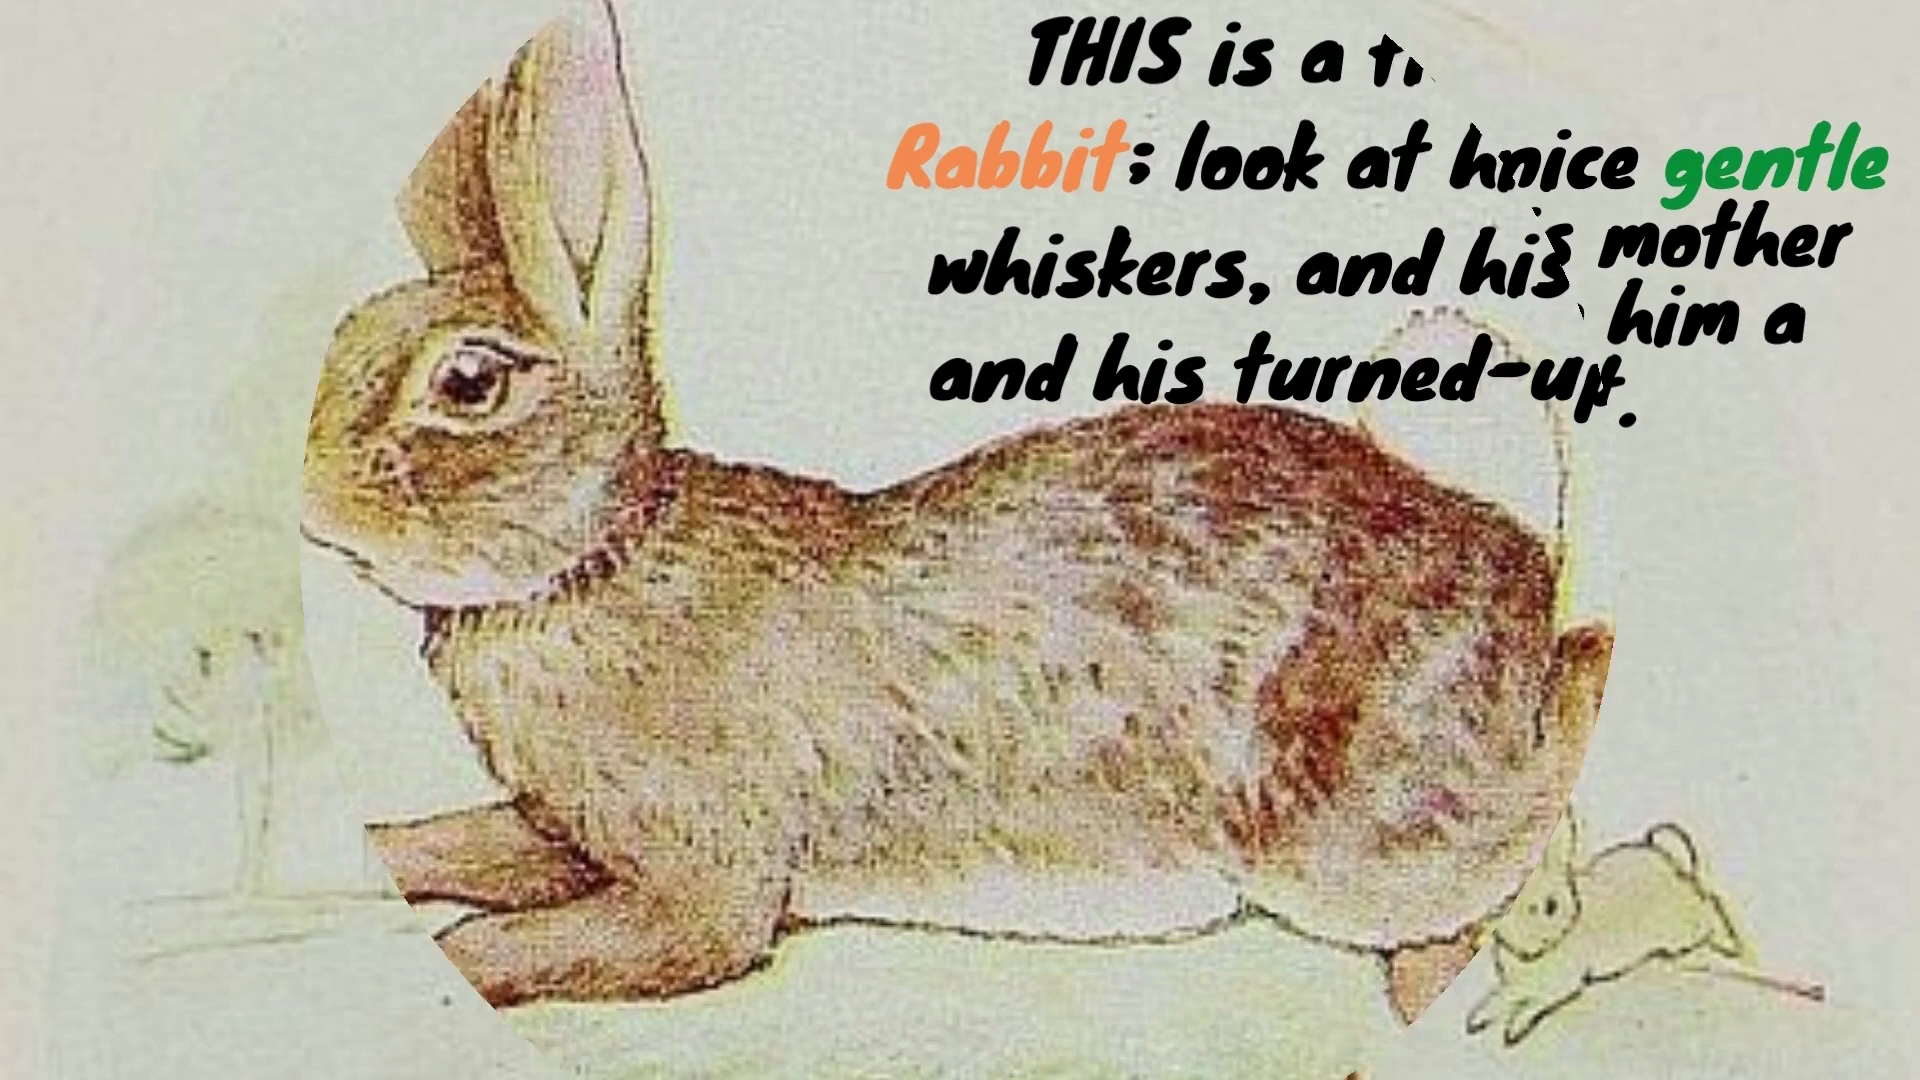 THIS is a
Rabbit; look at nice gentle
whiskers, and his mother
him a
and his turned-up